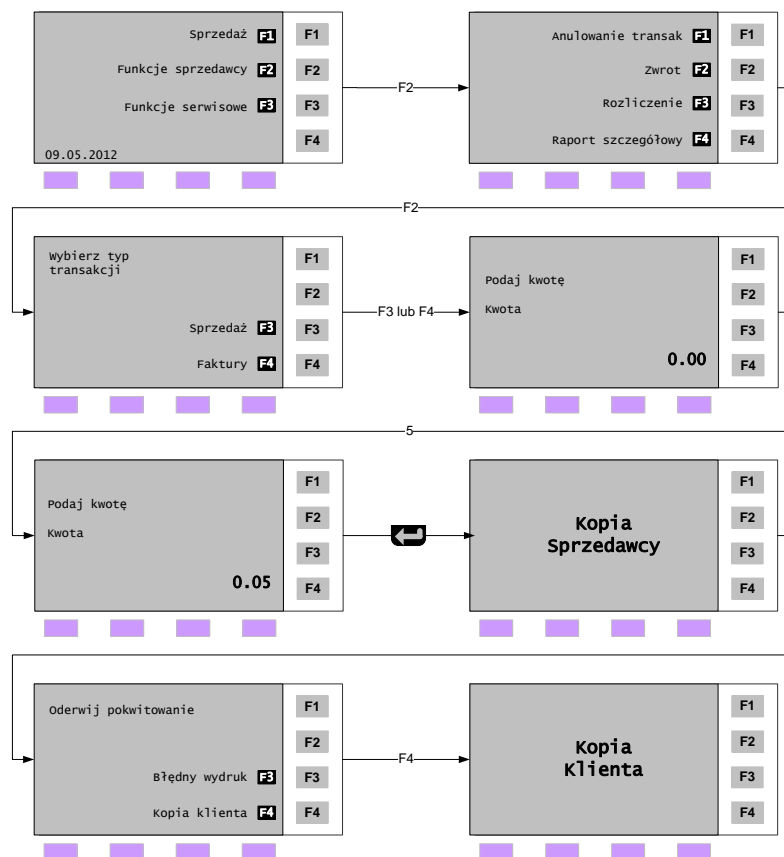 Sprzedaż F1
Funkcje sprzedawcy F2
Funkcje serwisowe F3
09.05.2012
F1
F2
F3
F4
F2
Anulowanie transak F1
Zwrot F2
Rozliczenie F3
Raport szczegółowy F4
F1
F2
F3
F4
F2
Wybierz typ
transakcji
Sprzedaż F3
Faktury F4
F1
F2
F3
F4
F3 lub F4
Podaj kwotę
Kwota
0.00
F1
F2
F3
F4
5
Podaj kwotę
Kwota
0.05
F1
F2
F3
F4
Kopia
Sprzedawcy
F1
F2
F3
F4
Oderwij pokwitowanie
Błędny wydruk F3
Kopia klienta F4
F1
F2
F3
F4
F4
Kopia
Klienta
F1
F2
F3
F4